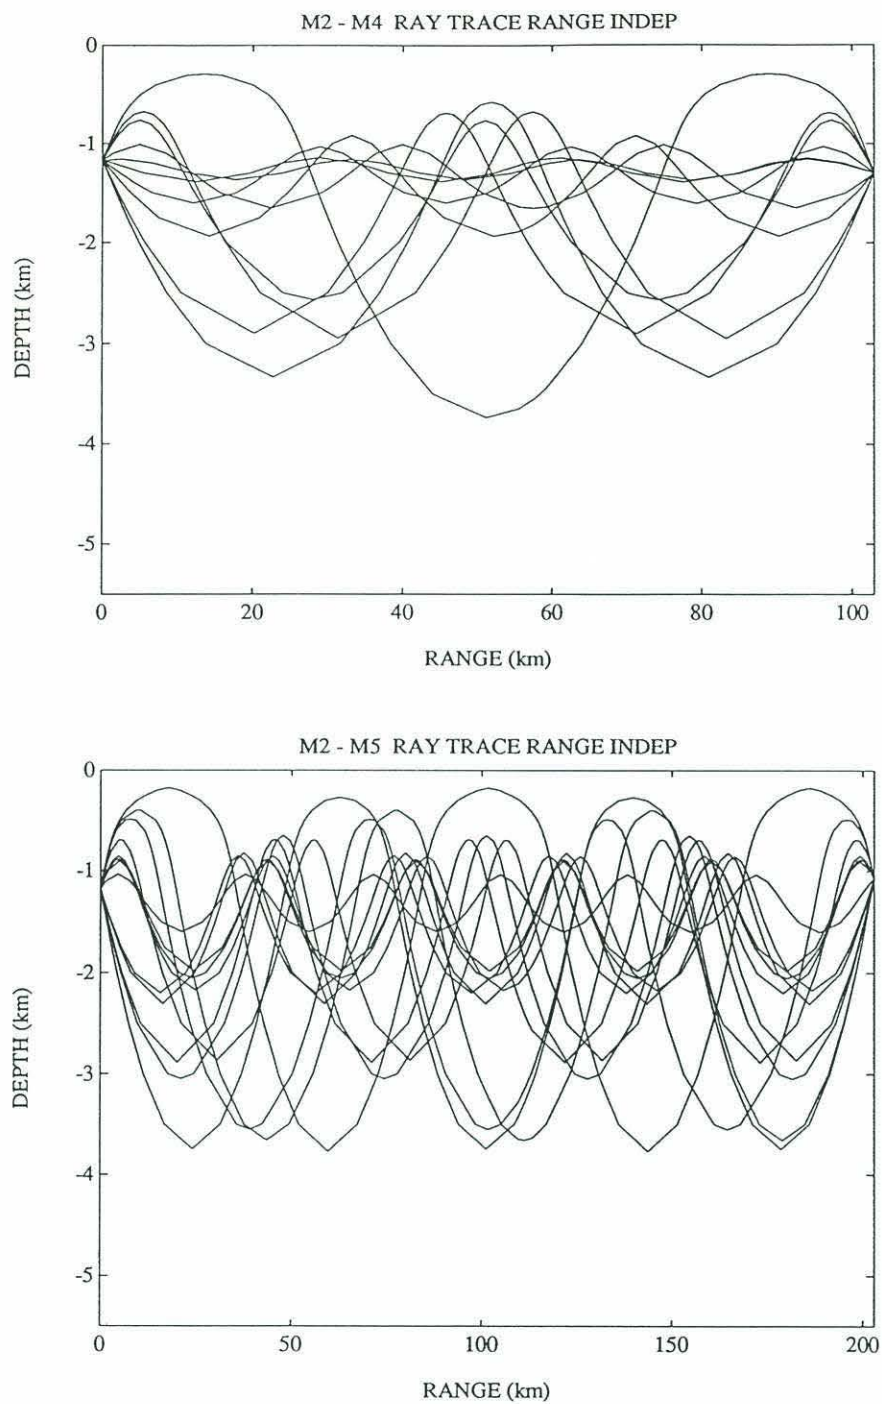 M2 - M4 RAY TRACE RANGE INDEP
0
-1
-2
-3
-4
-5
DEPTH (km)
0 20 40 60 80 100
RANGE (km)
M2 - M5 RAY TRACE RANGE INDEP
0
-1
-2
-3
-4
-5
DEPTH (km)
0 50 100 150 200
RANGE (km)